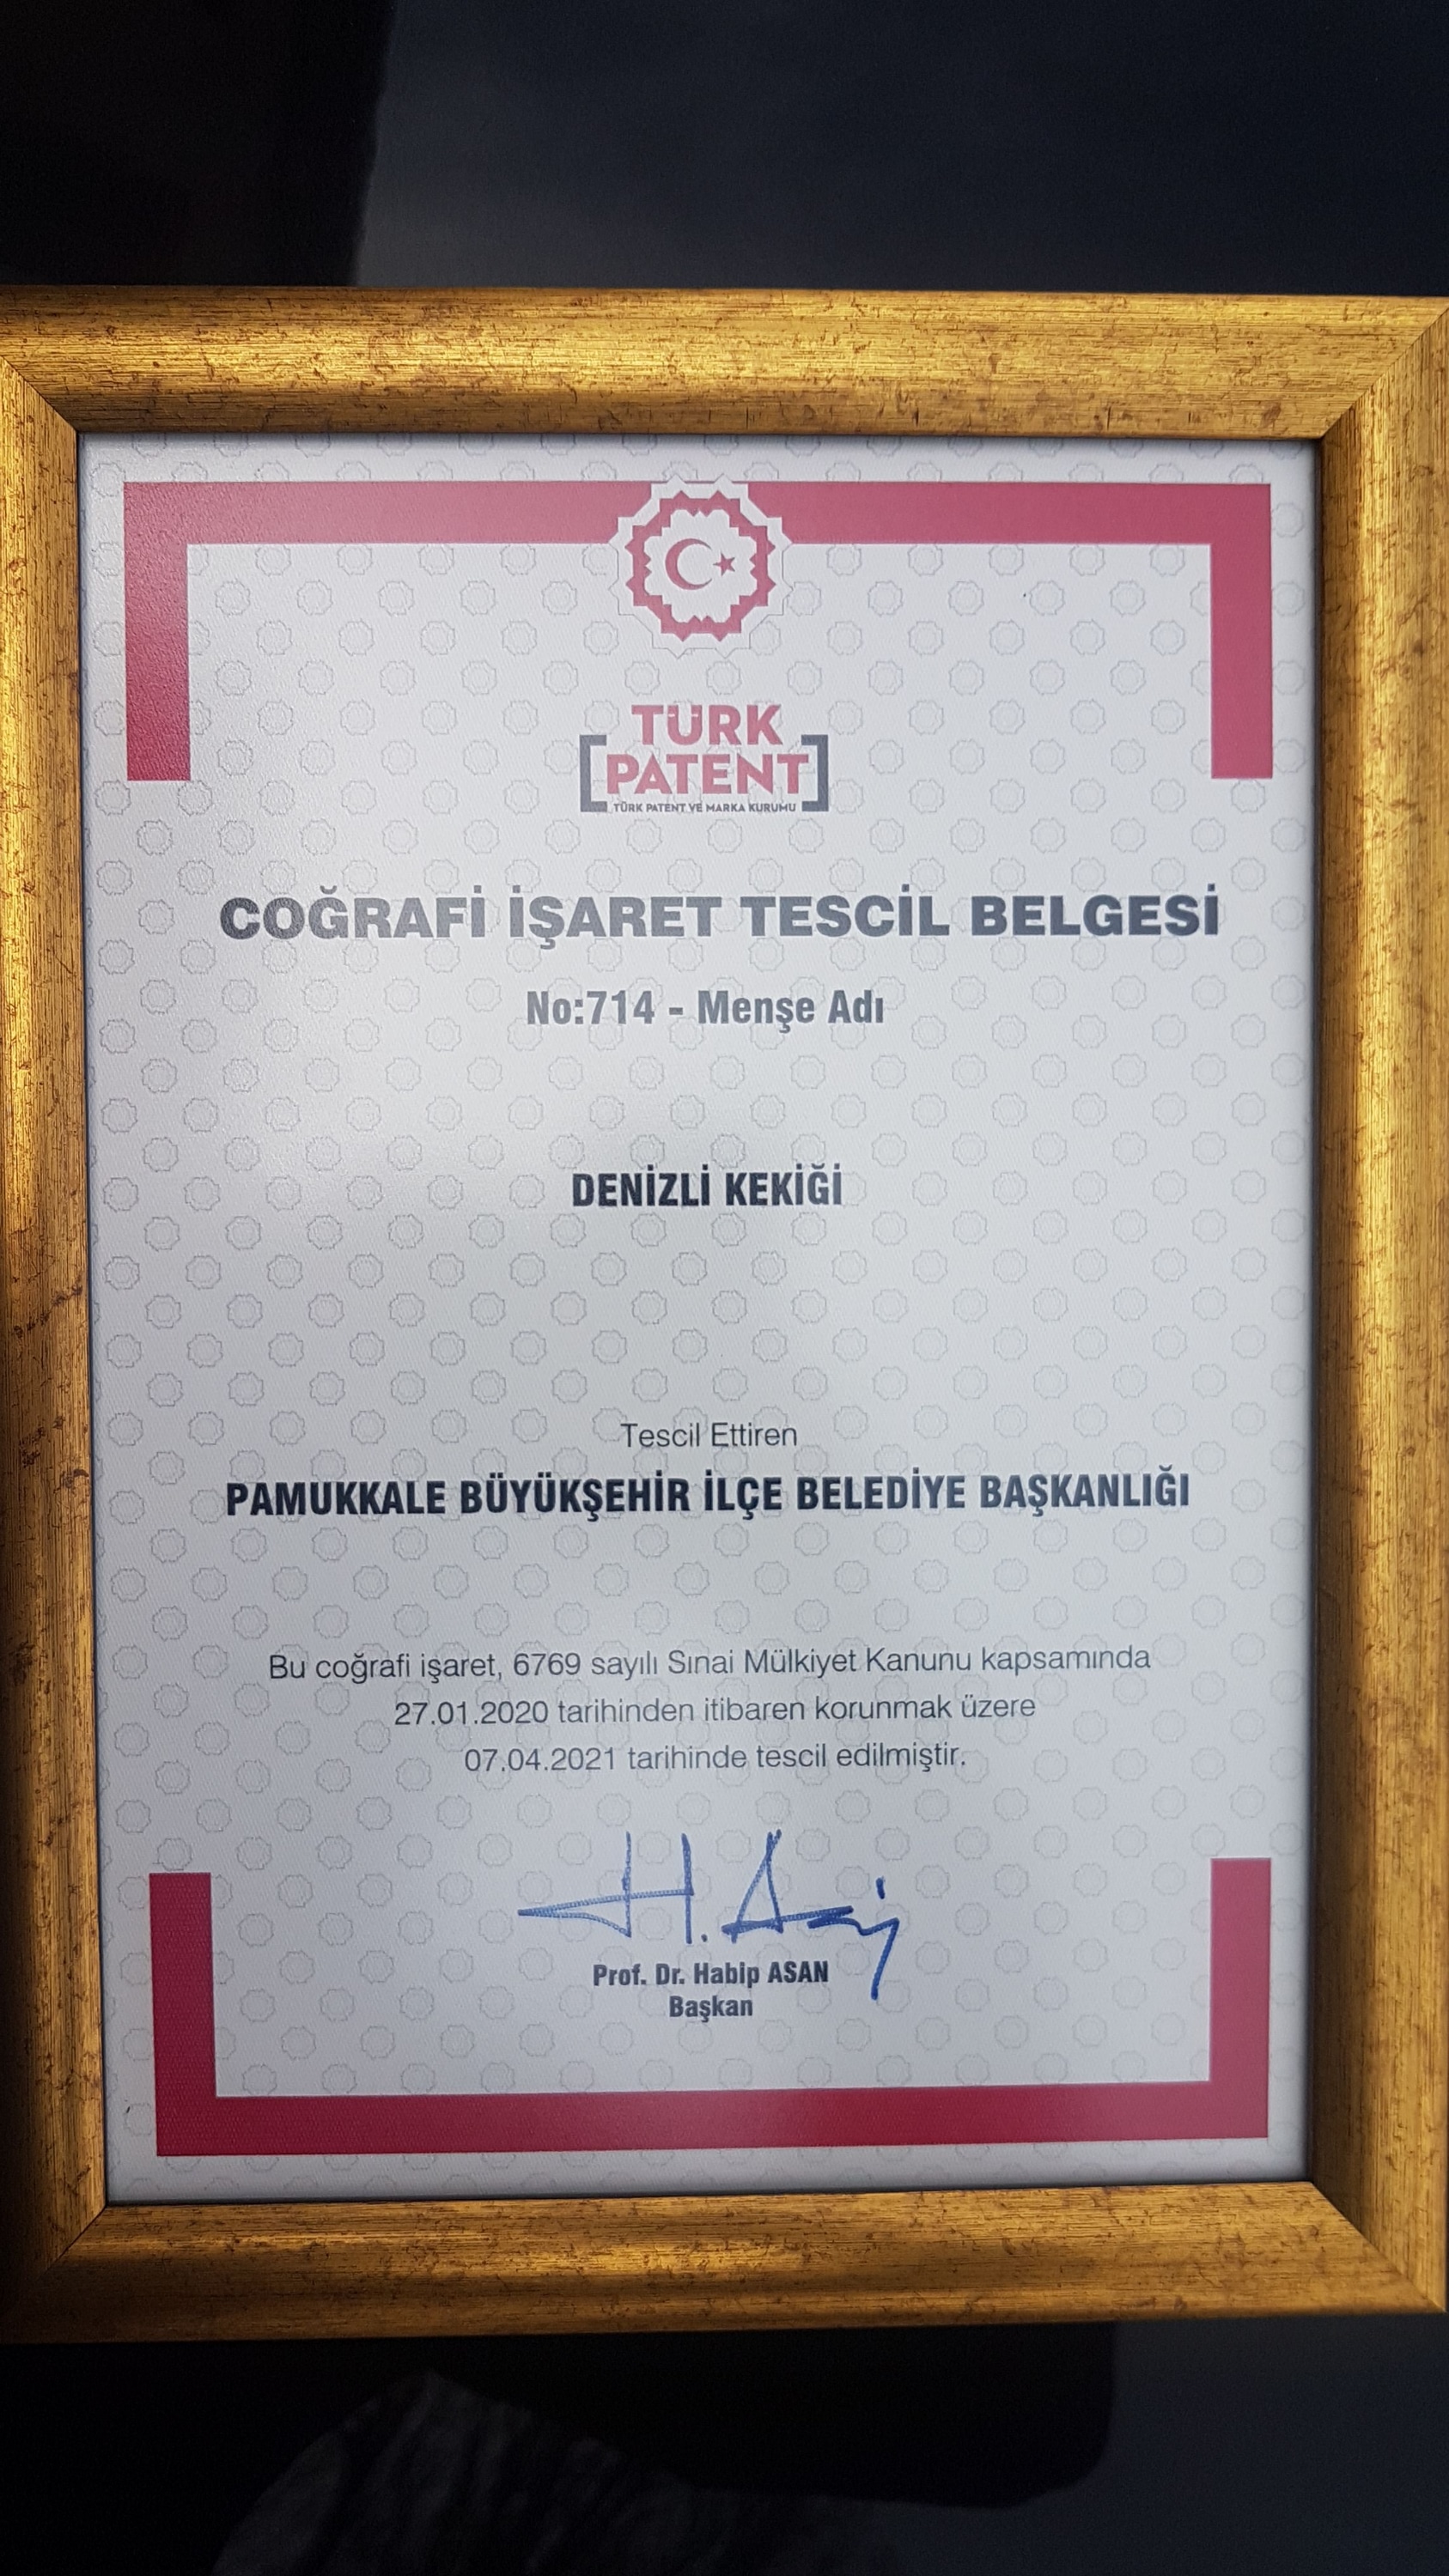 TÜRK
PATENT
TÜRK PATENT VE MARKA KURUMU
COĞRAFİ İŞARET TESCİL BELGESİ
No:714 - Menşe Adı
DENİZLİ KEKİĞİ
Tescil Ettiren
PAMUKKALE BÜYÜKŞEHİR İLÇE BELEDİYE BAŞKANLIĞI
Bu coğrafi işaret, 6769 sayılı Sınai Mülkiyet Kanunu kapsamında
27.01.2020 tarihinden itibaren korunmak üzere
07.04.2021 tarihinde tescil edilmiştir.
H. Asan
Prof. Dr. Habip ASAN
Başkan